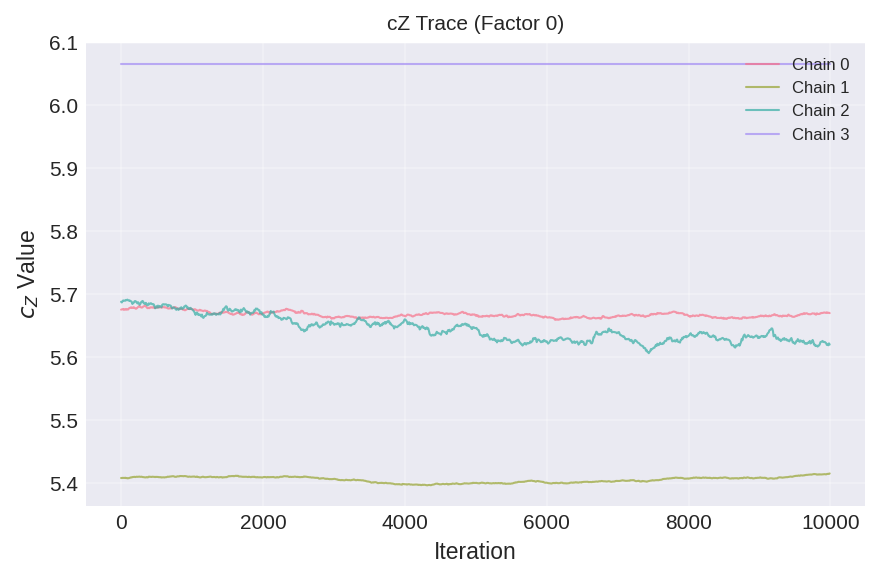 cZ Trace (Factor 0)
6.1
6.0
5.9
5.8
5.7
5.6
5.5
5.4
c_Z Value
Chain 0
Chain 1
Chain 2
Chain 3
0 2000 4000 6000 8000 10000
Iteration